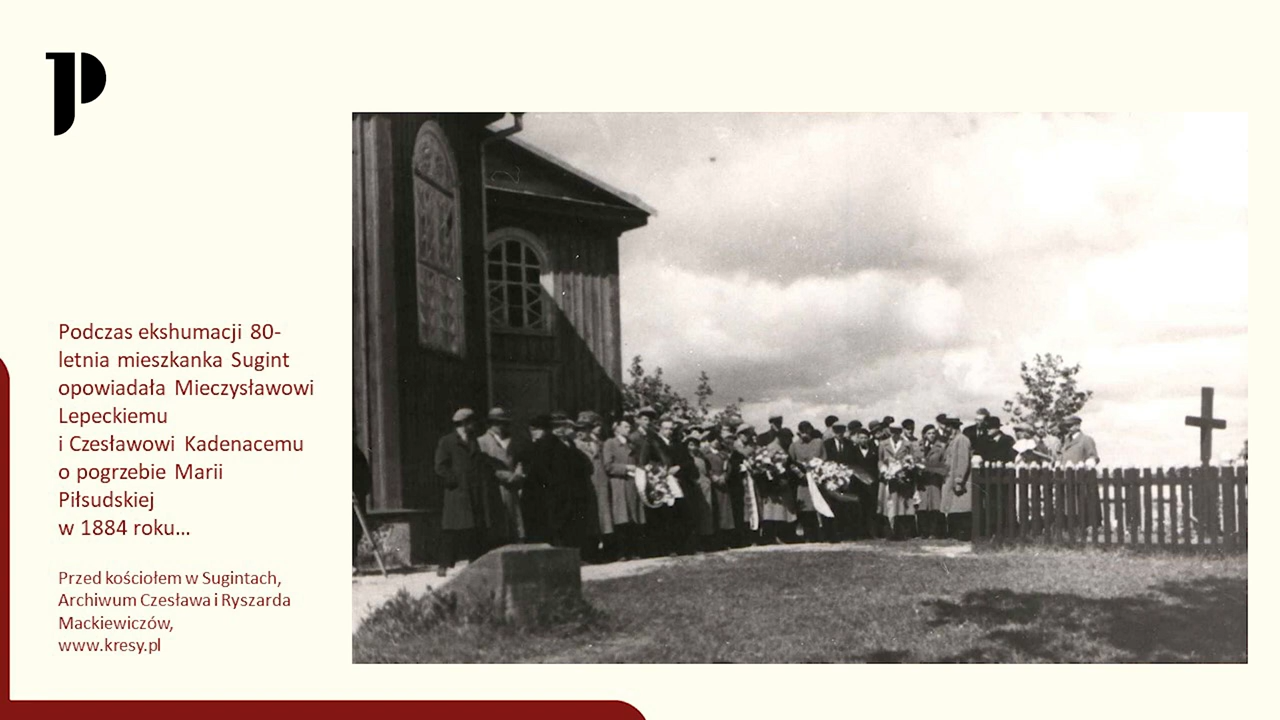 Podczas ekshumacji 80-
letnia mieszkanka Sugint
opowiadała Mieczysławowi
Lepeckiemu
i Czesławowi Kadenacemu
o pogrzebie Marii
Piłsudskiej
w 1884 roku...
Przed kościołem w Sugintach,
Archiwum Czesława i Ryszarda
Mackiewiczów,
www.kresy.pl